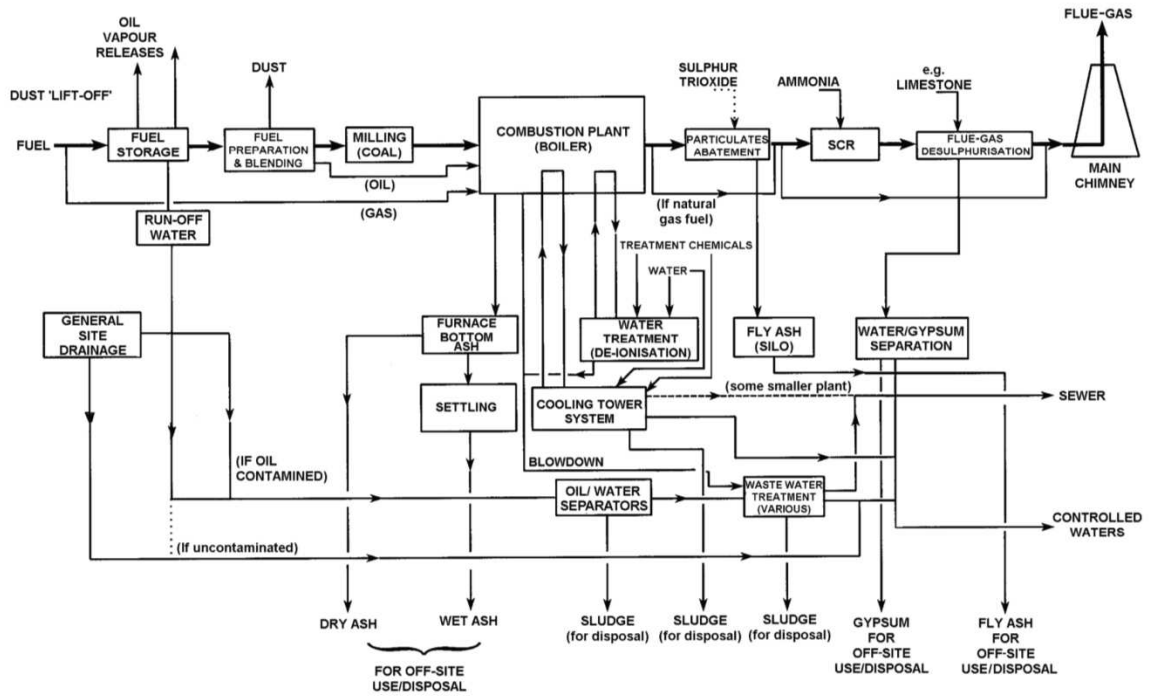 FLUE-GAS
OIL
VAPOUR
RELEASES
DUST
SULPHUR
TRIOXIDE
AMMONIA
e.g.
LIMESTONE
DUST 'LIFT-OFF'
FUEL
FUEL
STORAGE
FUEL
PREPARATION
& BLENDING
MILLING
(COAL)
COMBUSTION PLANT
(BOILER)
PARTICULATES
ABATEMENT
SCR
FLUE-GAS
DESULPHURISATION
MAIN
CHIMNEY
(OIL)
(GAS)
(If natural
gas fuel)
RUN-OFF
WATER
TREATMENT CHEMICALS
WATER
GENERAL
SITE
DRAINAGE
FURNACE
BOTTOM
ASH
WATER
TREATMENT
(DE-IONISATION)
FLY ASH
(SILO)
WATER/GYPSUM
SEPARATION
SETTLING
COOLING TOWER
SYSTEM
(some smaller plant)
SEWER
(IF OIL
CONTAMINED)
BLOWDOWN
OIL/ WATER
SEPARATORS
WASTE WATER
TREATMENT
(VARIOUS)
CONTROLLED
WATERS
(If uncontaminated)
DRY ASH
WET ASH
SLUDGE
(for disposal)
SLUDGE
(for disposal)
SLUDGE
(for disposal)
GYPSUM
FOR
OFF-SITE
USE/DISPOSAL
FLY ASH
FOR
OFF-SITE
USE/DISPOSAL
FOR OFF-SITE
USE/DISPOSAL